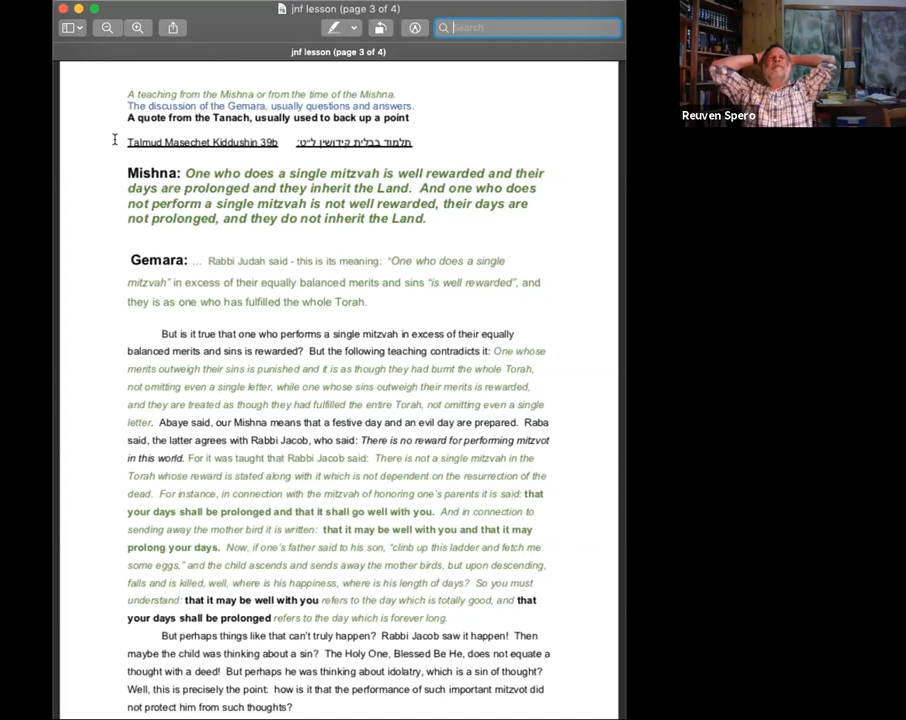 jnf lesson (page 3 of 4)
Search
jnf lesson (page 3 of 4)
A teaching from the Mishna or from the time of the Mishna.
The discussion of the Gemara, usually questions and answers.
A quote from the Tanach, usually used to back up a point
Talmud Masechet Kiddushin 39b תלמוד בבלית קידושין ל״ט:
Mishna: One who does a single mitzvah is well rewarded and their
days are prolonged and they inherit the Land. And one who does
not perform a single mitzvah is not well rewarded, their days are
not prolonged, and they do not inherit the Land.
Gemara: ... Rabbi Judah said - this is its meaning: "One who does a single
mitzvah" in excess of their equally balanced merits and sins "is well rewarded", and
they is as one who has fulfilled the whole Torah.
But is it true that one who performs a single mitzvah in excess of their equally
balanced merits and sins is rewarded? But the following teaching contradicts it: One whose
merits outweigh their sins is punished and it is as though they had burnt the whole Torah,
not omitting even a single letter, while one whose sins outweigh their merits is rewarded,
and they are treated as though they had fulfilled the entire Torah, not omitting even a single
letter. Abaye said, our Mishna means that a festive day and an evil day are prepared. Raba
said, the latter agrees with Rabbi Jacob, who said: There is no reward for performing mitzvot
in this world. For it was taught that Rabbi Jacob said: There is not a single mitzvah in the
Torah whose reward is stated along with it which is not dependent on the resurrection of the
dead. For instance, in connection with the mitzvah of honoring one's parents it is said: that
your days shall be prolonged and that it shall go well with you. And in connection to
sending away the mother bird it is written: that it may be well with you and that it may
prolong your days. Now, if one's father said to his son, "climb up this ladder and fetch me
some eggs," and the child ascends and sends away the mother birds, but upon descending,
falls and is killed, well, where is his happiness, where is his length of days? So you must
understand: that it may be well with you refers to the day which is totally good, and that
your days shall be prolonged refers to the day which is forever long.
But perhaps things like that can't truly happen? Rabbi Jacob saw it happen! Then
maybe the child was thinking about a sin? The Holy One, Blessed Be He, does not equate a
thought with a deed! But perhaps he was thinking about idolatry, which is a sin of thought?
Well, this is precisely the point: how is it that the performance of such important mitzvot did
not protect him from such thoughts?
Reuven Spero